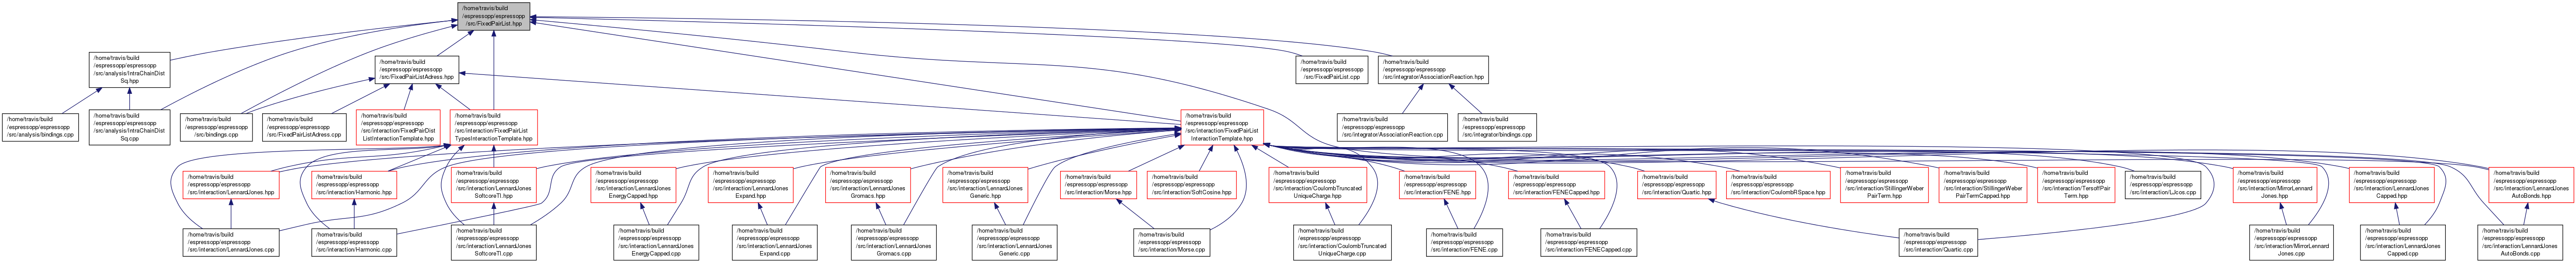 /home/travis/build
/espressopp/espressopp
/src/FixedPairList.hpp
/home/travis/build
/espressopp/espressopp
/src/analysis/IntraChainDist
Sq.hpp
/home/travis/build
/espressopp/espressopp
/src/FixedPairListAdress.hpp
/home/travis/build
/espressopp/espressopp
/src/FixedPairList.cpp
/home/travis/build
/espressopp/espressopp
/src/integrator/AssociationReaction.hpp
/home/travis/build
/espressopp/espressopp
/src/analysis/bindings.cpp
/home/travis/build
/espressopp/espressopp
/src/analysis/IntraChainDist
Sq.cpp
/home/travis/build
/espressopp/espressopp
/src/bindings.cpp
/home/travis/build
/espressopp/espressopp
/src/FixedPairListAdress.cpp
/home/travis/build
/espressopp/espressopp
/src/interaction/FixedPairDist
ListInteractionTemplate.hpp
/home/travis/build
/espressopp/espressopp
/src/interaction/FixedPairList
TypesInteractionTemplate.hpp
/home/travis/build
/espressopp/espressopp
/src/interaction/FixedPairList
InteractionTemplate.hpp
/home/travis/build
/espressopp/espressopp
/src/integrator/AssociationReaction.cpp
/home/travis/build
/espressopp/espressopp
/src/integrator/bindings.cpp
/home/travis/build
/espressopp/espressopp
/src/interaction/LennardJones.hpp
/home/travis/build
/espressopp/espressopp
/src/interaction/Harmonic.hpp
/home/travis/build
/espressopp/espressopp
/src/interaction/LennardJones
SoftcoreTI.hpp
/home/travis/build
/espressopp/espressopp
/src/interaction/LennardJones
EnergyCapped.hpp
/home/travis/build
/espressopp/espressopp
/src/interaction/LennardJones
Expand.hpp
/home/travis/build
/espressopp/espressopp
/src/interaction/LennardJones
Gromacs.hpp
/home/travis/build
/espressopp/espressopp
/src/interaction/LennardJones
Generic.hpp
/home/travis/build
/espressopp/espressopp
/src/interaction/Morse.hpp
/home/travis/build
/espressopp/espressopp
/src/interaction/SoftCosine.hpp
/home/travis/build
/espressopp/espressopp
/src/interaction/CoulombTruncated
UniqueCharge.hpp
/home/travis/build
/espressopp/espressopp
/src/interaction/FENE.hpp
/home/travis/build
/espressopp/espressopp
/src/interaction/FENECapped.hpp
/home/travis/build
/espressopp/espressopp
/src/interaction/Quartic.hpp
/home/travis/build
/espressopp/espressopp
/src/interaction/CoulombRSpace.hpp
/home/travis/build
/espressopp/espressopp
/src/interaction/StillingerWeber
PairTerm.hpp
/home/travis/build
/espressopp/espressopp
/src/interaction/StillingerWeber
PairTermCapped.hpp
/home/travis/build
/espressopp/espressopp
/src/interaction/TersoffPair
Term.hpp
/home/travis/build
/espressopp/espressopp
/src/interaction/LJcos.cpp
/home/travis/build
/espressopp/espressopp
/src/interaction/MirrorLennard
Jones.hpp
/home/travis/build
/espressopp/espressopp
/src/interaction/LennardJones
Capped.hpp
/home/travis/build
/espressopp/espressopp
/src/interaction/LennardJones
AutoBonds.hpp
/home/travis/build
/espressopp/espressopp
/src/interaction/LennardJones.cpp
/home/travis/build
/espressopp/espressopp
/src/interaction/Harmonic.cpp
/home/travis/build
/espressopp/espressopp
/src/interaction/LennardJones
SoftcoreTI.cpp
/home/travis/build
/espressopp/espressopp
/src/interaction/LennardJones
EnergyCapped.cpp
/home/travis/build
/espressopp/espressopp
/src/interaction/LennardJones
Expand.cpp
/home/travis/build
/espressopp/espressopp
/src/interaction/LennardJones
Gromacs.cpp
/home/travis/build
/espressopp/espressopp
/src/interaction/LennardJones
Generic.cpp
/home/travis/build
/espressopp/espressopp
/src/interaction/Morse.cpp
/home/travis/build
/espressopp/espressopp
/src/interaction/CoulombTruncated
UniqueCharge.cpp
/home/travis/build
/espressopp/espressopp
/src/interaction/FENE.cpp
/home/travis/build
/espressopp/espressopp
/src/interaction/FENECapped.cpp
/home/travis/build
/espressopp/espressopp
/src/interaction/Quartic.cpp
/home/travis/build
/espressopp/espressopp
/src/interaction/MirrorLennard
Jones.cpp
/home/travis/build
/espressopp/espressopp
/src/interaction/LennardJones
Capped.cpp
/home/travis/build
/espressopp/espressopp
/src/interaction/LennardJones
AutoBonds.cpp